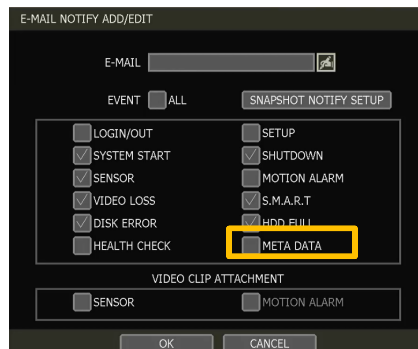 E-MAIL NOTIFY ADD/EDIT
E-MAIL
EVENT ALL SNAPSHOT NOTIFY SETUP
LOGIN/OUT SETUP
SYSTEM START SHUTDOWN
SENSOR MOTION ALARM
VIDEO LOSS S.M.A.R.T
DISK ERROR HDD FULL
HEALTH CHECK META DATA
VIDEO CLIP ATTACHMENT
SENSOR MOTION ALARM
OK CANCEL